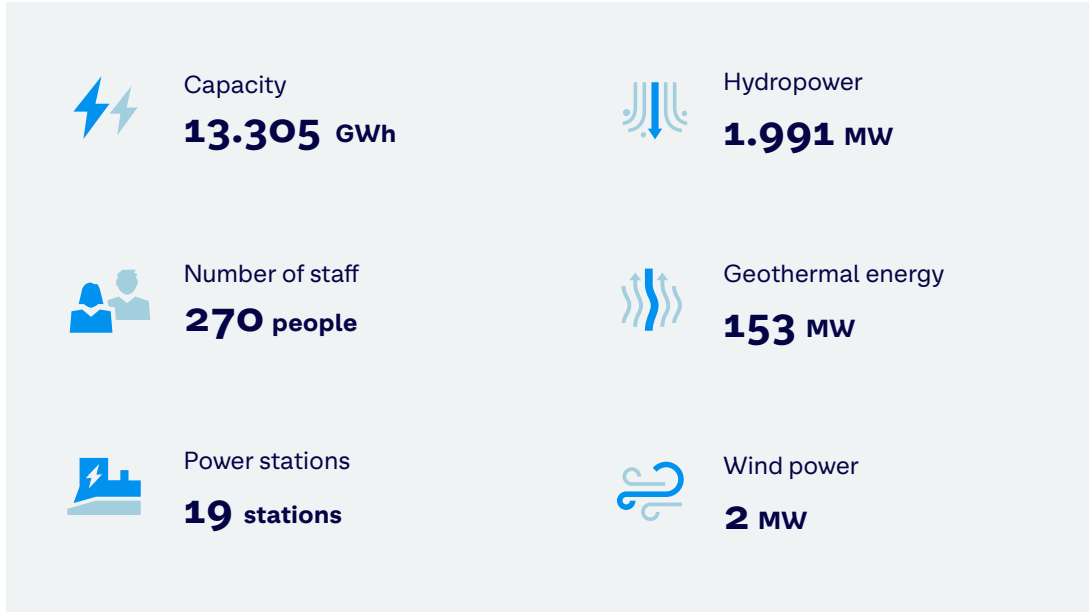 Capacity
13.305 GWh
Number of staff
270 people
Power stations
19 stations
Hydropower
1.991 MW
Geothermal energy
153 MW
Wind power
2 MW